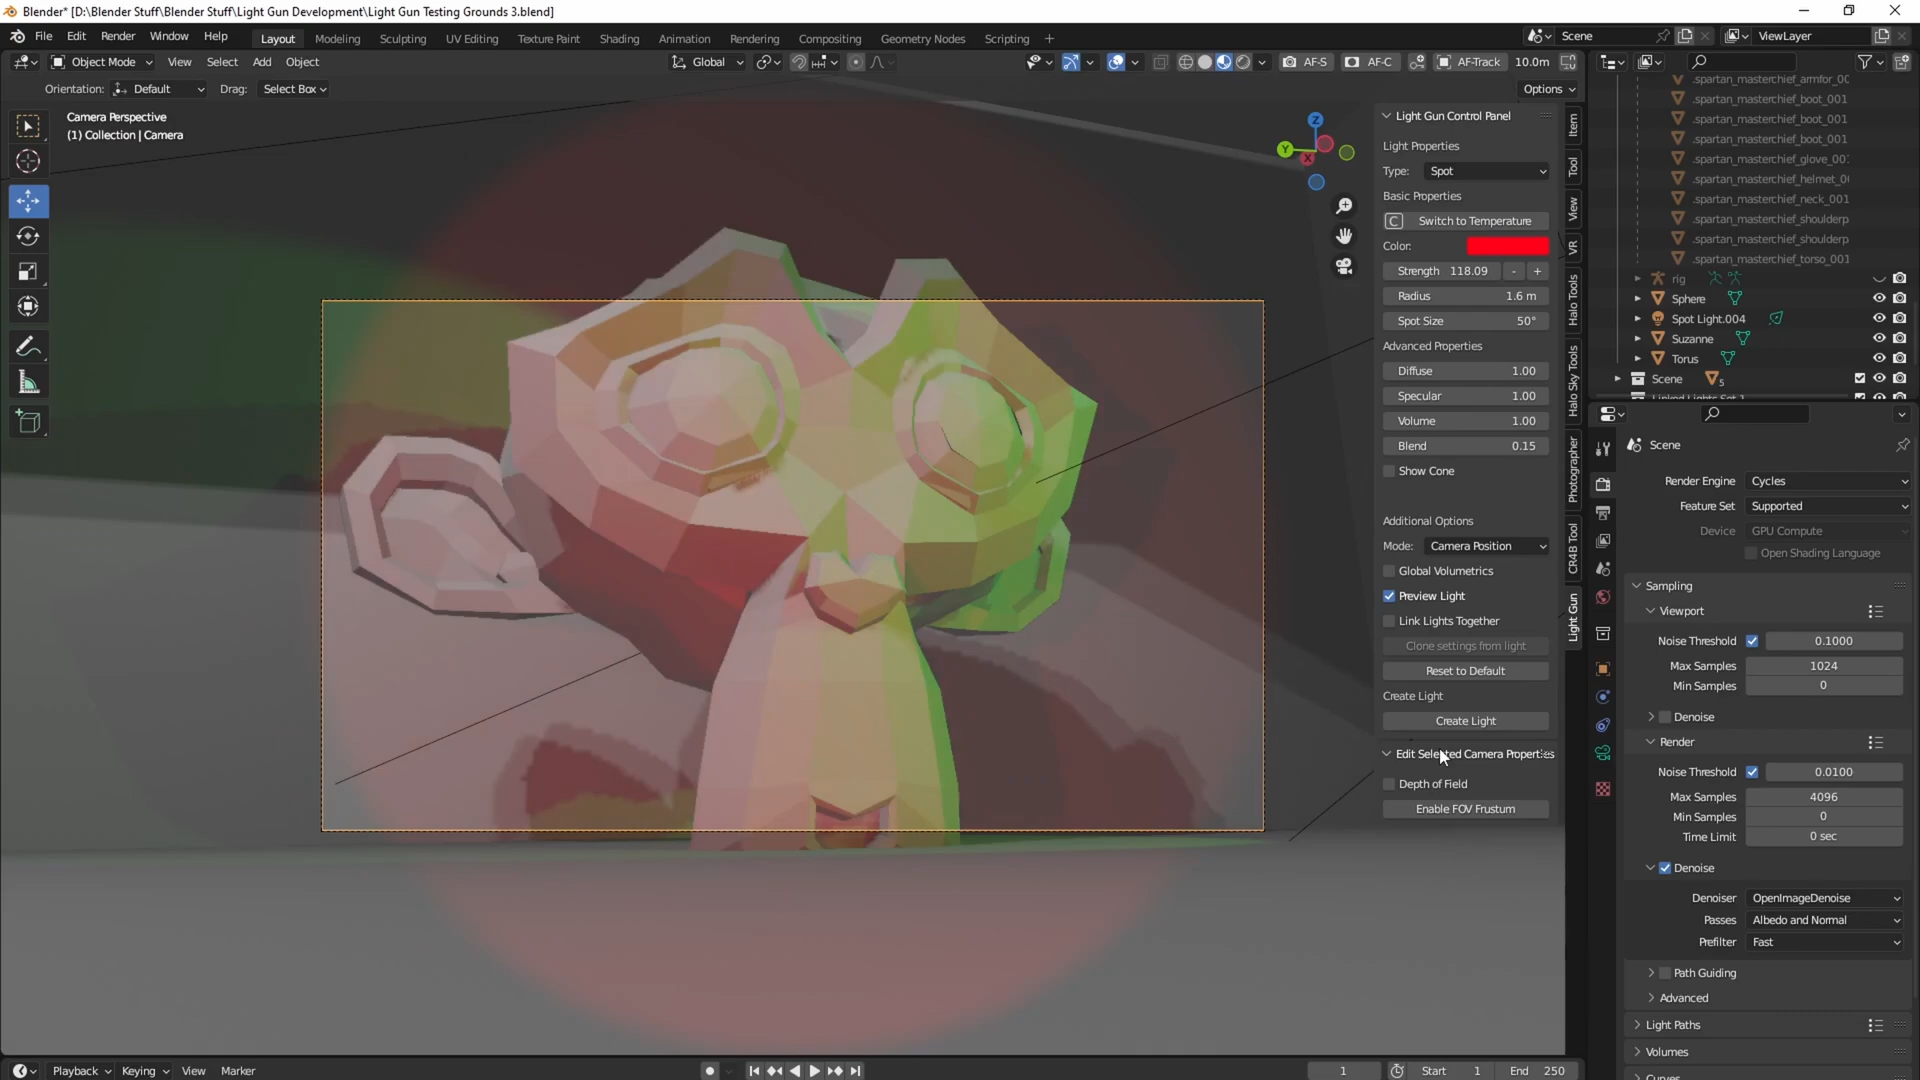 Blender* [D:\Blender Stuff\Blender Stuff\Light Gun Development\Light Gun Testing Grounds 3.blend]
File Edit Render Window Help Layout Modeling Sculpting UV Editing Texture Paint Shading Animation Rendering Compositing Geometry Nodes Scripting + Scene ViewLayer
Object Mode View Select Add Object Global AF-S AF-C AF-Track 10.0m
Orientation: Default Drag: Select Box Options
Camera Perspective
(1) Collection | Camera
Z
Y
X
Light Gun Control Panel
Light Properties
Type: Spot
Basic Properties
C Switch to Temperature
Color:
Strength 118.09 - +
Radius 1.6 m
Spot Size 50°
Advanced Properties
Diffuse 1.00
Specular 1.00
Volume 1.00
Blend 0.15
Show Cone
Additional Options
Mode: Camera Position
Global Volumetrics
Preview Light
Link Lights Together
Clone settings from light
Reset to Default
Create Light
Create Light
Edit Selected Camera Properties
Depth of Field
Enable FOV Frustum
Item
Tool
View
VR
Halo Tools
Halo Sky Tools
Photographer
CR4B Tool
Light Gun
.spartan_masterchief_armfor_00
.spartan_masterchief_boot_001
.spartan_masterchief_boot_001
.spartan_masterchief_boot_001
.spartan_masterchief_glove_00
.spartan_masterchief_helmet_0
.spartan_masterchief_neck_001
.spartan_masterchief_shoulderp
.spartan_masterchief_shoulderp
.spartan_masterchief_torso_001
rig
Sphere
Spot Light.004
Suzanne
Torus
Scene 5
Scene
Render Engine Cycles
Feature Set Supported
Device GPU Compute
Open Shading Language
Sampling
Viewport
Noise Threshold 0.1000
Max Samples 1024
Min Samples 0
Denoise
Render
Noise Threshold 0.0100
Max Samples 4096
Min Samples 0
Time Limit 0 sec
Denoise
Denoiser OpenImageDenoise
Passes Albedo and Normal
Prefilter Fast
Path Guiding
Advanced
Light Paths
Volumes
Playback Keying View Marker 1 Start 1 End 250